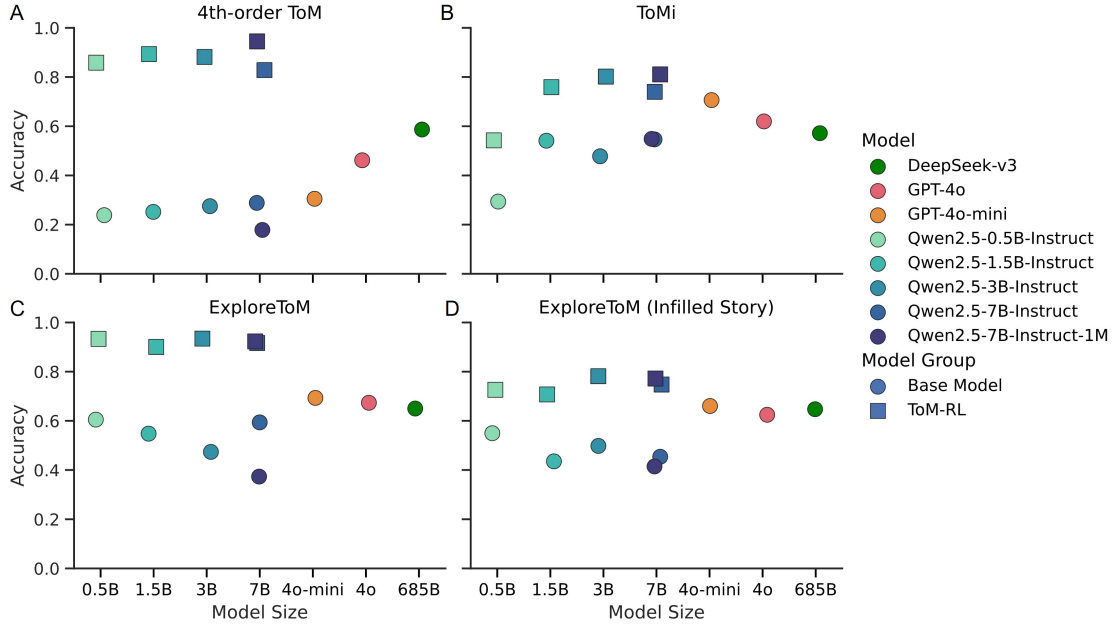 A
4th-order ToM
1.0
0.8
0.6
0.4
0.2
0.0
Accuracy
B
ToMi
C
ExploreToM
1.0
0.8
0.6
0.4
0.2
0.0
Accuracy
0.5B 1.5B 3B 7B 4o-mini 4o 685B
Model Size
D
ExploreToM (Infilled Story)
0.5B 1.5B 3B 7B 4o-mini 4o 685B
Model Size
Model
DeepSeek-v3
GPT-4o
GPT-4o-mini
Qwen2.5-0.5B-Instruct
Qwen2.5-1.5B-Instruct
Qwen2.5-3B-Instruct
Qwen2.5-7B-Instruct
Qwen2.5-7B-Instruct-1M
Model Group
Base Model
ToM-RL